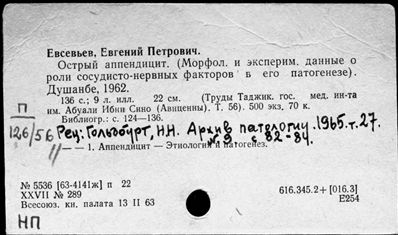 Евсевьев, Евгений Петрович.
Острый аппендицит. (Морфол. и эксперим. данные о
роли сосудисто-нервных факторов в его патогенезе).
Душанбе, 1962.
136 с.; 9 л. илл. 22 см. (Труды Таджик. гос. мед. ин-та
им. Абуали Ибни Сино (Авиценны). Т. 56). 500 экз. 70 к.
Библиогр.: с. 124—136.
П
126/56
Рец: Гольдбурт, Н.Н. Архив патологии. 1965. т. 27.
№ 9 с 82-84.
— — 1. Аппендицит — Этиология и патогенез.
№ 5536 [63-4141ж] п 22
XXVII № 289
Всесоюз. кн. палата 13 II 63
616.345.2+[016.3]
Е254
НП